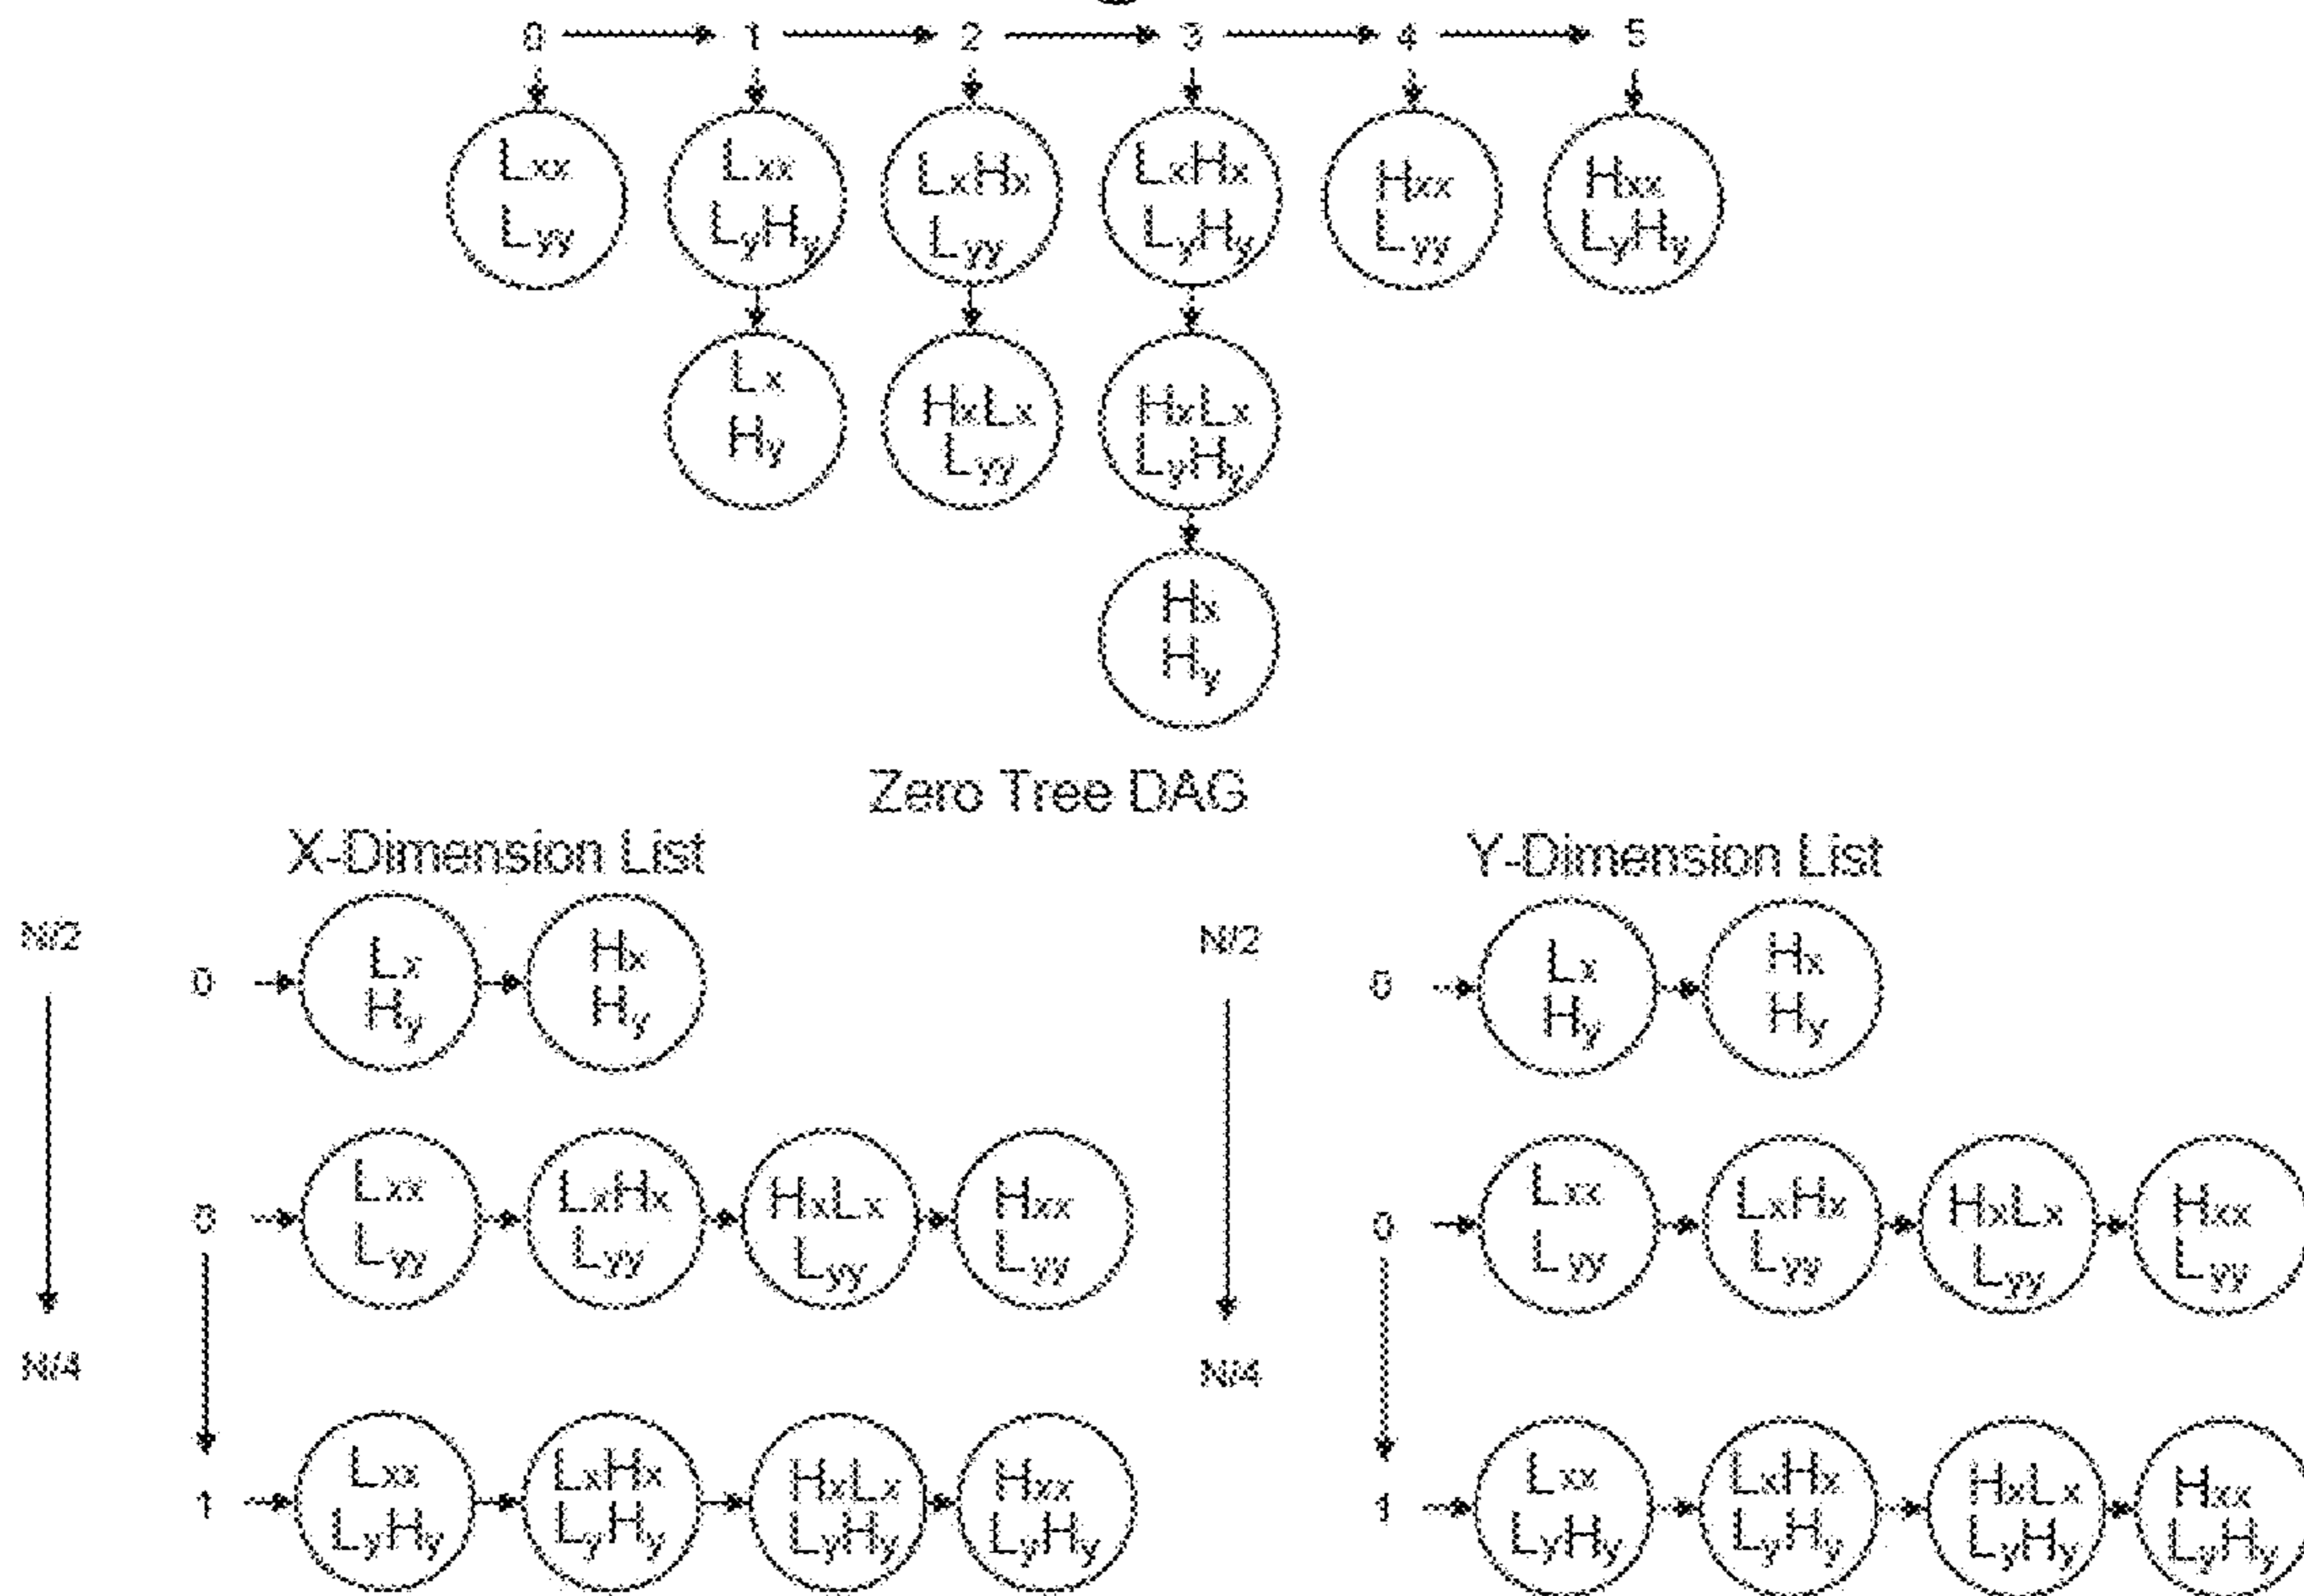 0 1 2 3 4 5
Lxx Lxx LxHx LxHx Hxx Hxx
Lyy LyHy Lyy LyHy Lyy LyHy
Lx HxLx HxLx
Hy Lyy LyHy
Hx
Hy
Zero Tree DAG
X-Dimension List Y-Dimension List
N/2 N/2
0 Lx Hx 0 Lx Hx
Hy Hy Hy Hy
0 Lxx LxHx HxLx Hxx 0 Lxx LxHx HxLx Hxx
Lyy Lyy Lyy Lyy Lyy Lyy Lyy Lyy
N/4 N/4
1 Lxx LxHx HxLx Hxx 1 Lxx LxHx HxLx Hxx
LyHy LyHy LyHy LyHy LyHy LyHy LyHy LyHy